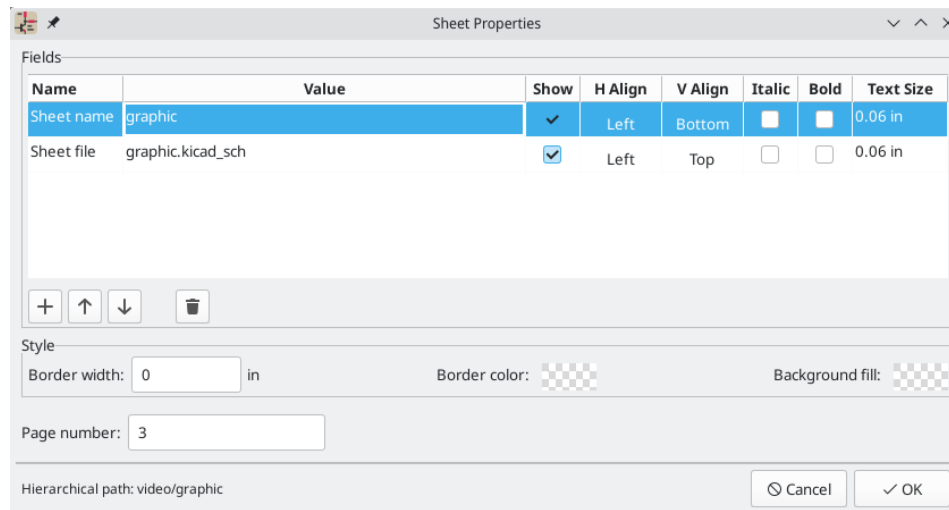 Sheet Properties
Fields
Name Value Show H Align V Align Italic Bold Text Size
Sheet name graphic Left Bottom 0.06 in
Sheet file graphic.kicad_sch Left Top 0.06 in
Style
Border width: 0 in Border color: Background fill:
Page number: 3
Hierarchical path: video/graphic Cancel OK